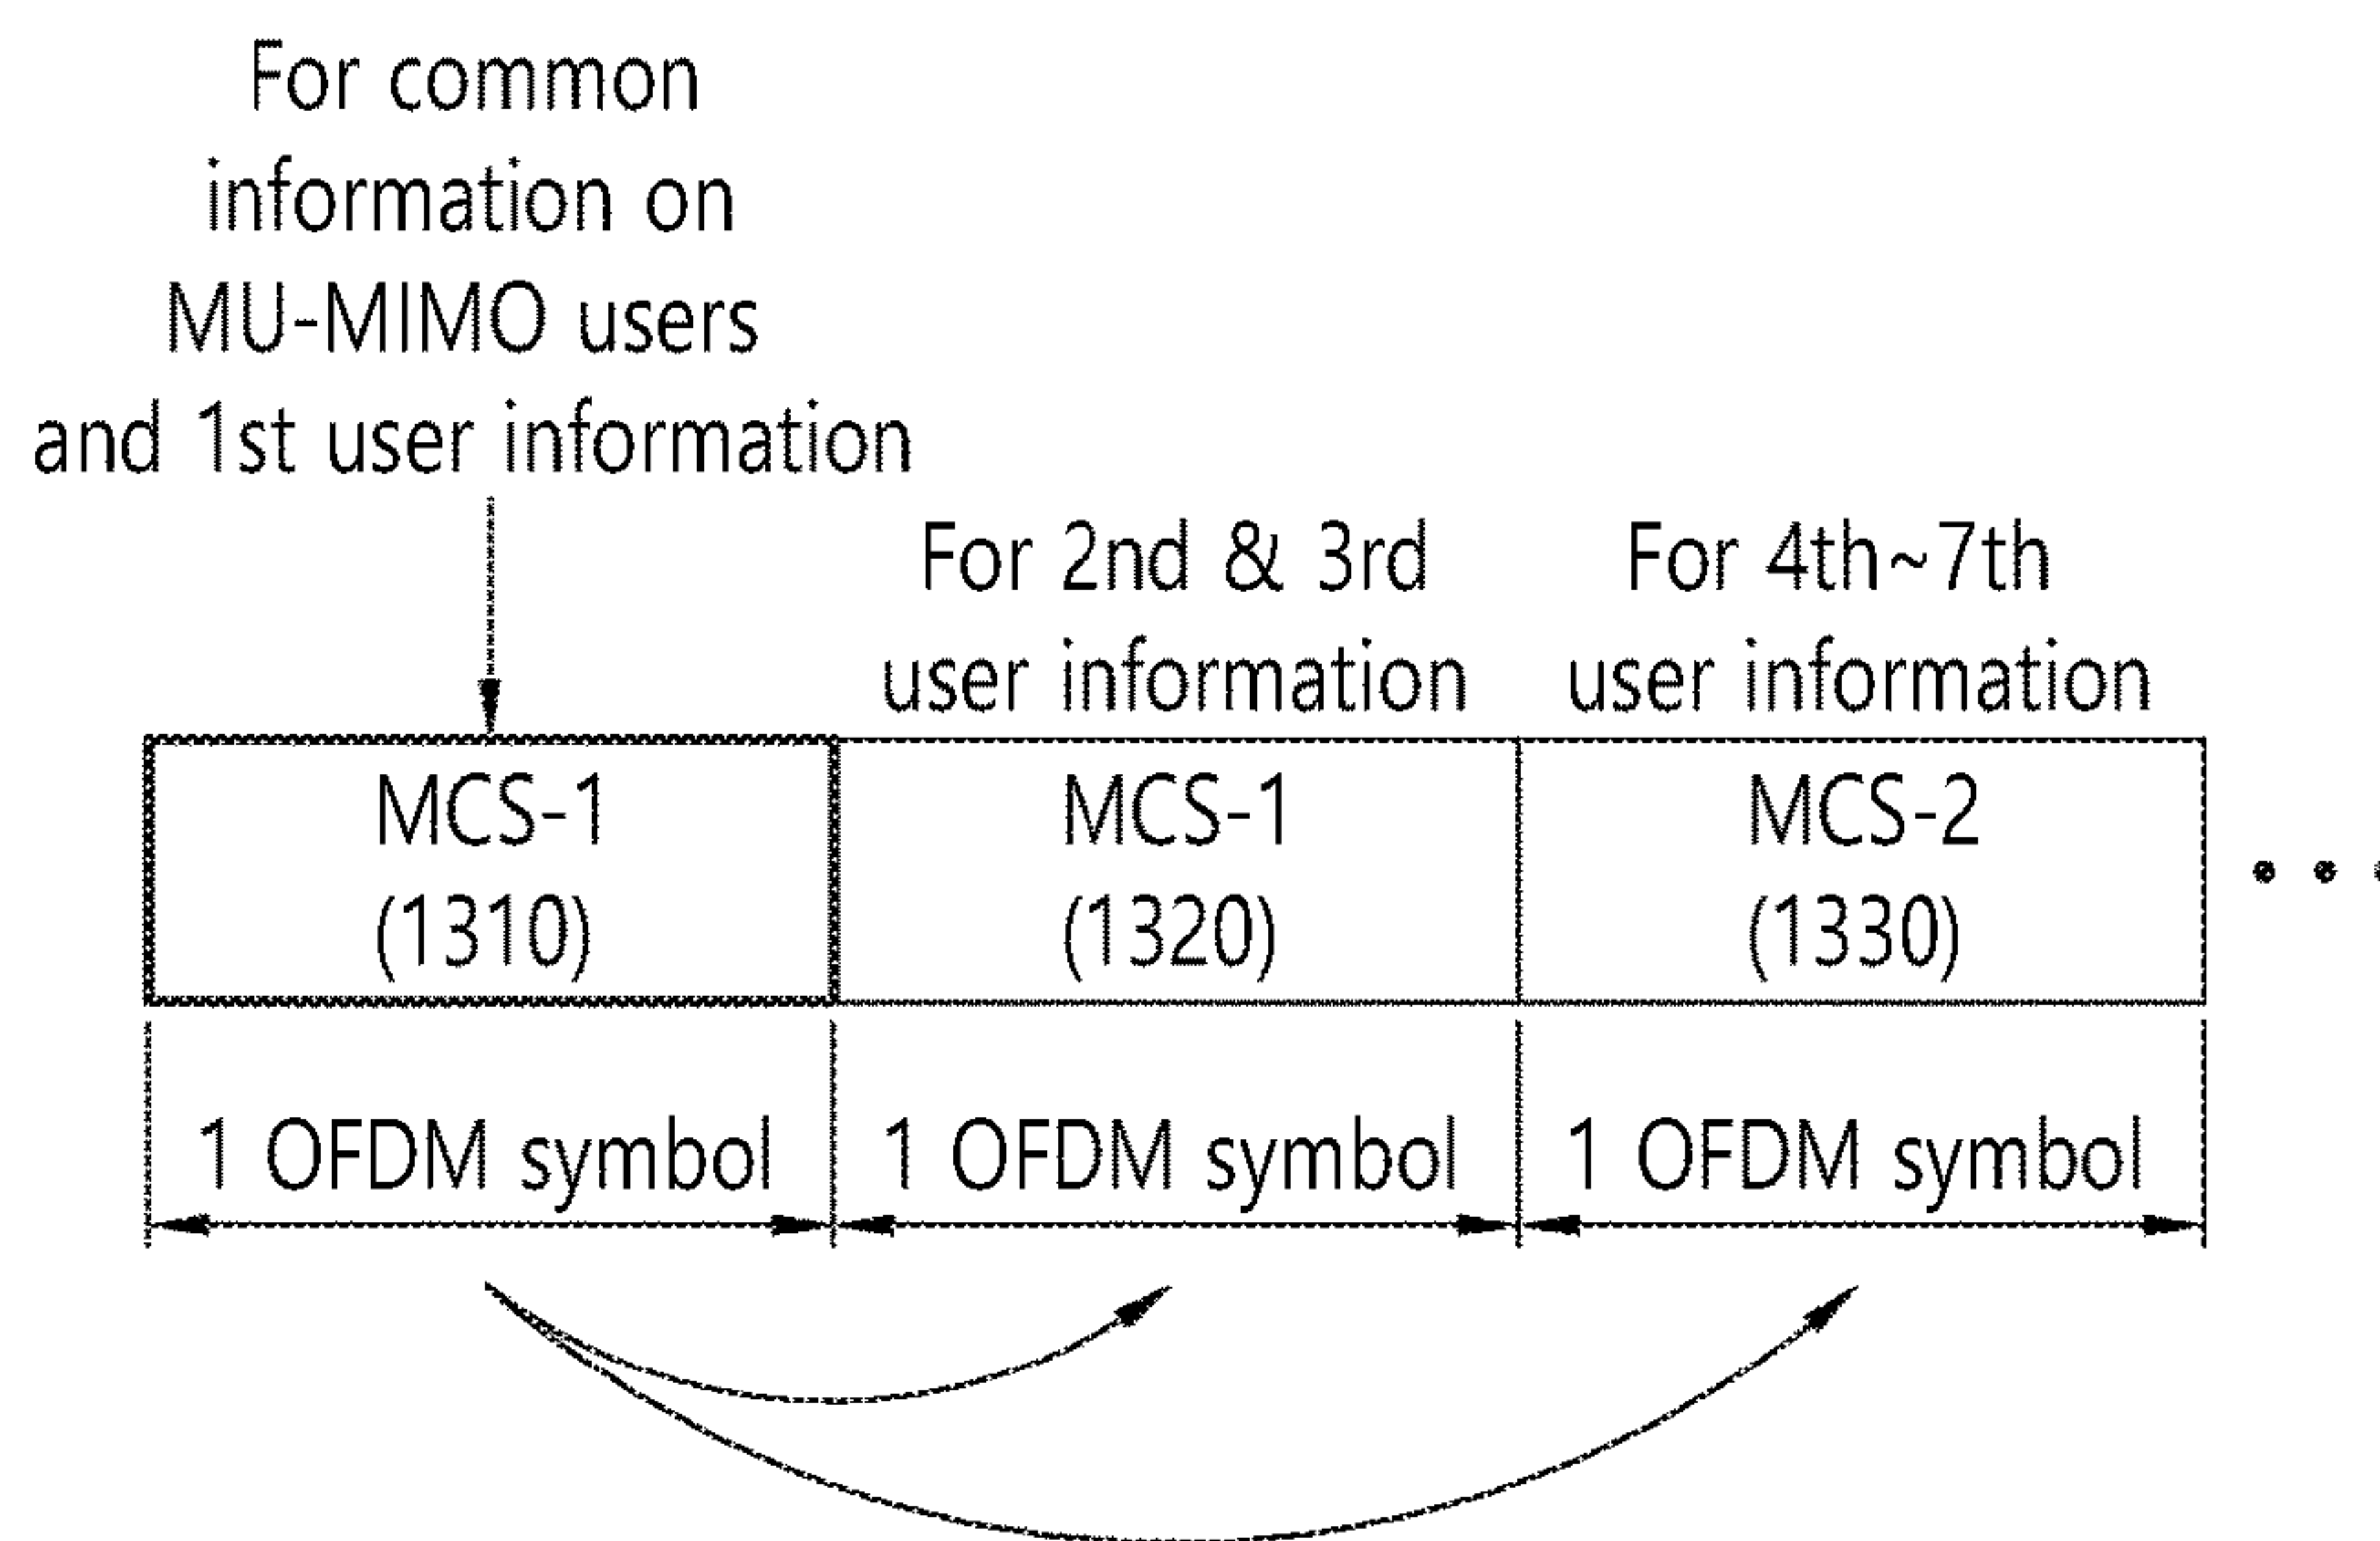 For common
information on
MU-MIMO users
and 1st user information
For 2nd & 3rd
user information
For 4th~7th
user information
MCS-1
(1310)
MCS-1
(1320)
MCS-2
(1330)
1 OFDM symbol
1 OFDM symbol
1 OFDM symbol